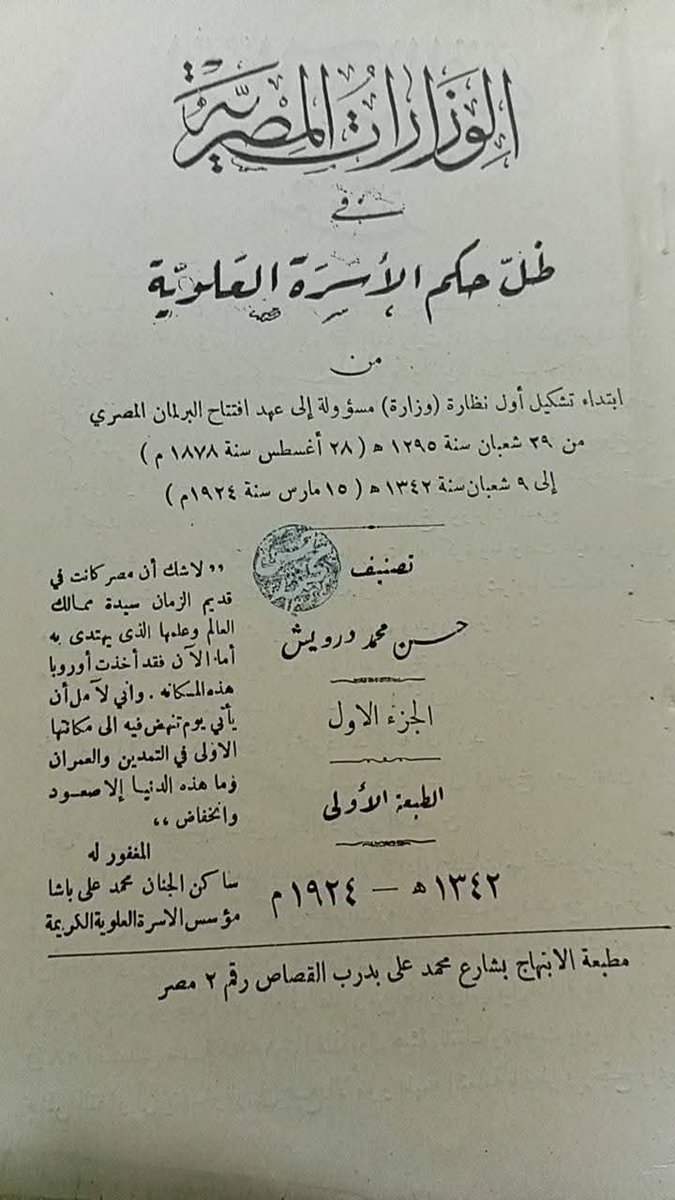 الوزارات المصرية
في
ظل حكم الأسرة العلوية
من
ابتداء تشكيل أول نظارة (وزارة) مسؤولة إلى عهد افتتاح البرلمان المصري
من ٢٩ شعبان سنة ١٢٩٥ ه (٢٨ أغسطس سنة ١٨٧٨ م)
إلى ٩ شعبان سنة ١٣٤٢ ه (١٥ مارس سنة ١٩٢٤ م)
تصنيف
حسن محمد درويش
الجزء الاول
الطبعة الأولى
١٣٤٢ ه — ١٩٢٤ م
,, لاشك أن مصر كانت في
قديم الزمان سيدة ممالك
العالم وعلمها الذى يهتدى به
أما الآن فقد أخذت أوروبا
هذه المكانه . واني لآمل أن
يأتي يوم تنهض فيه الى مكانتها
الاولى في التمدين والعمران
وما هذه الدنيا إلا صعود
وانخفاض ,,
المغفور له
ساكن الجنان محمد على باشا
مؤسس الاسرة العلوية الكريمة
مطبعة الابتهاج بشارع محمد على بدرب القصاص رقم ٢ مصر